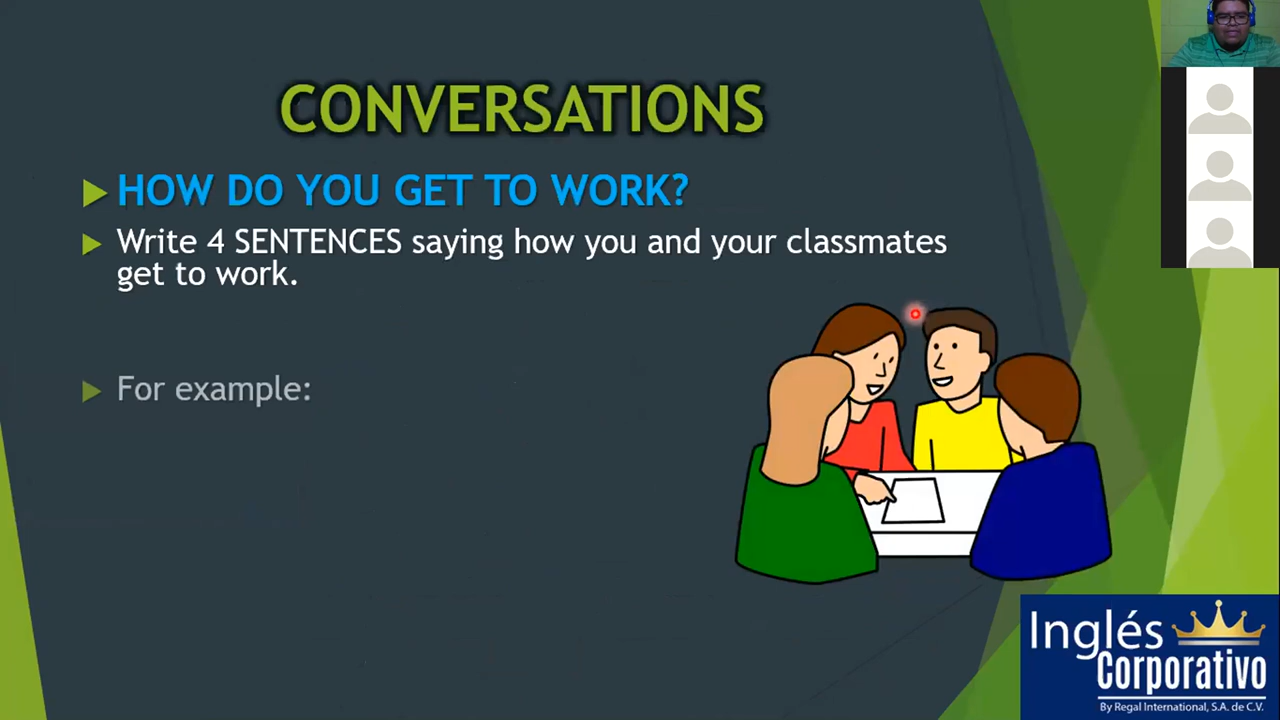 CONVERSATIONS
HOW DO YOU GET TO WORK?
Write 4 SENTENCES saying how you and your classmates
get to work.
For example:
Inglés
Corporativo
By Regal International, S.A. de C.V.